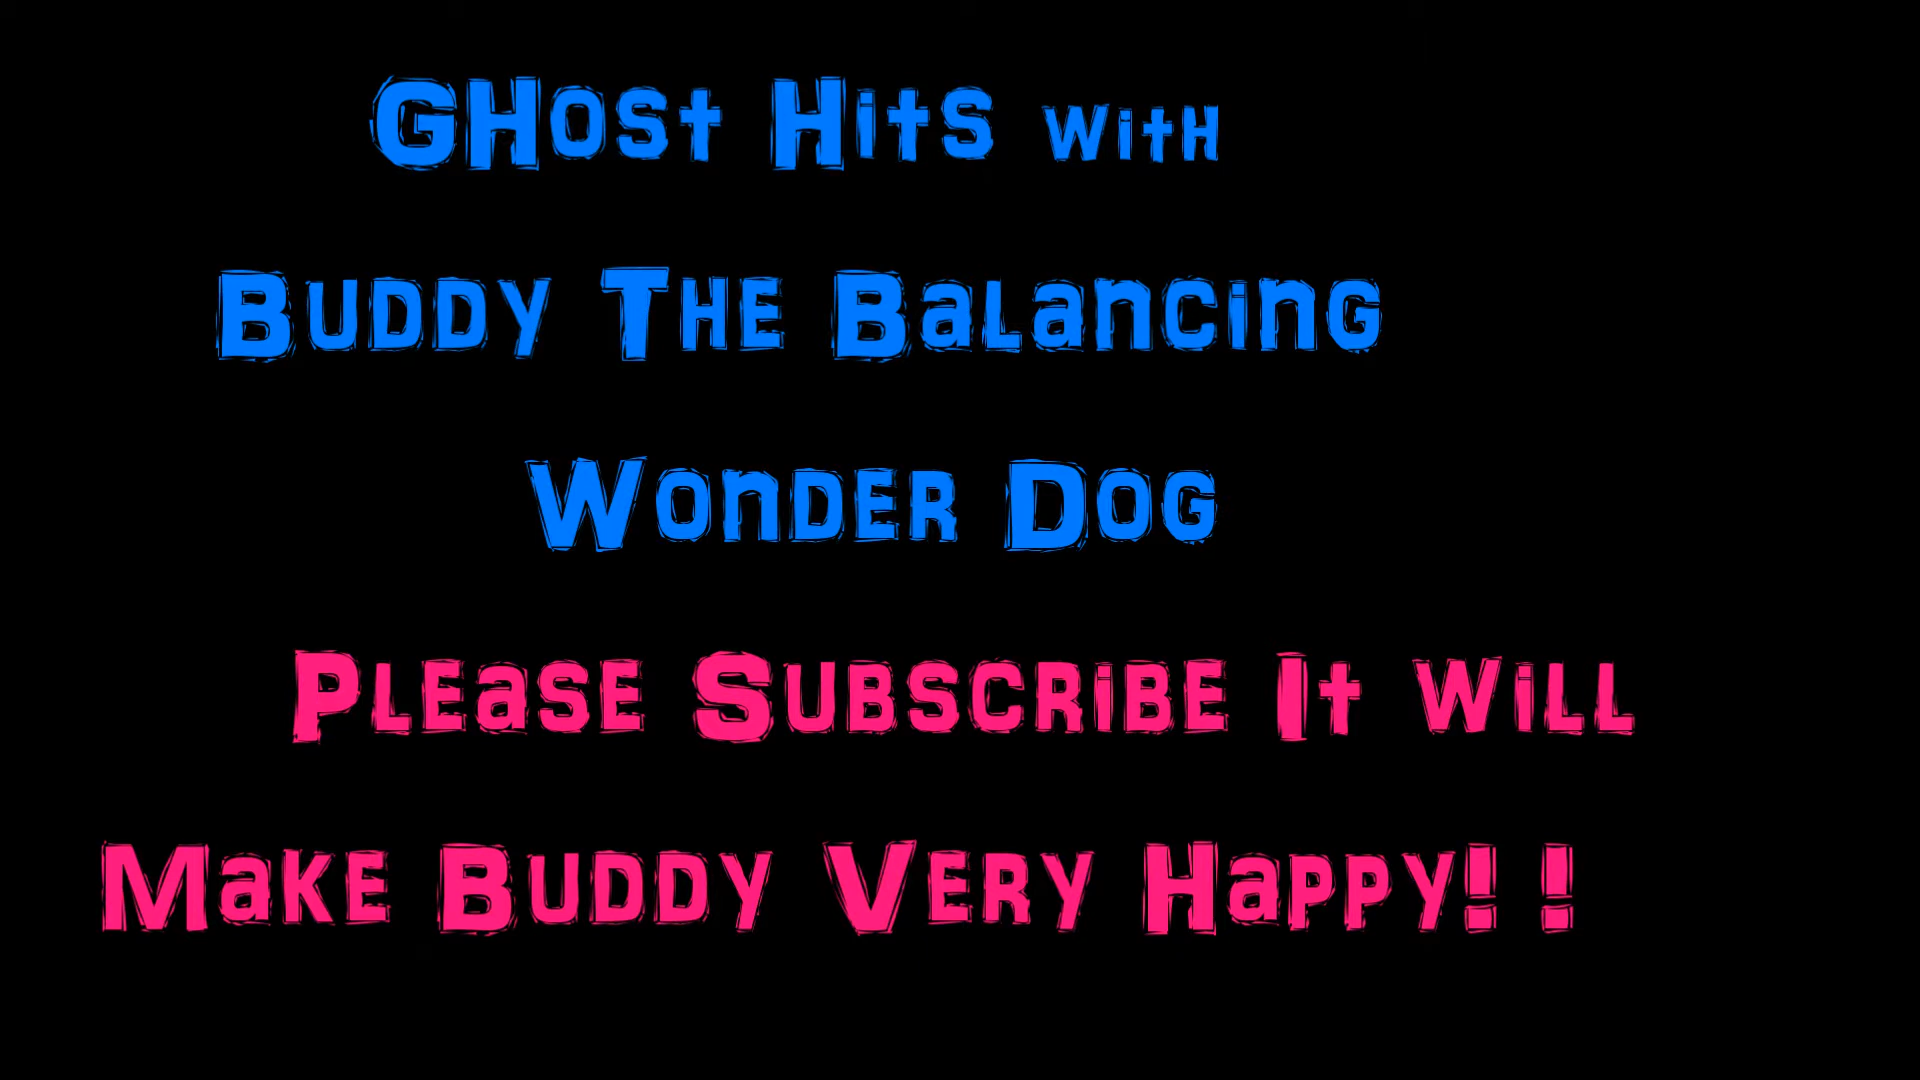 Ghost Hits with
Buddy The Balancing
Wonder Dog
Please Subscribe It will
Make Buddy Very Happy! !